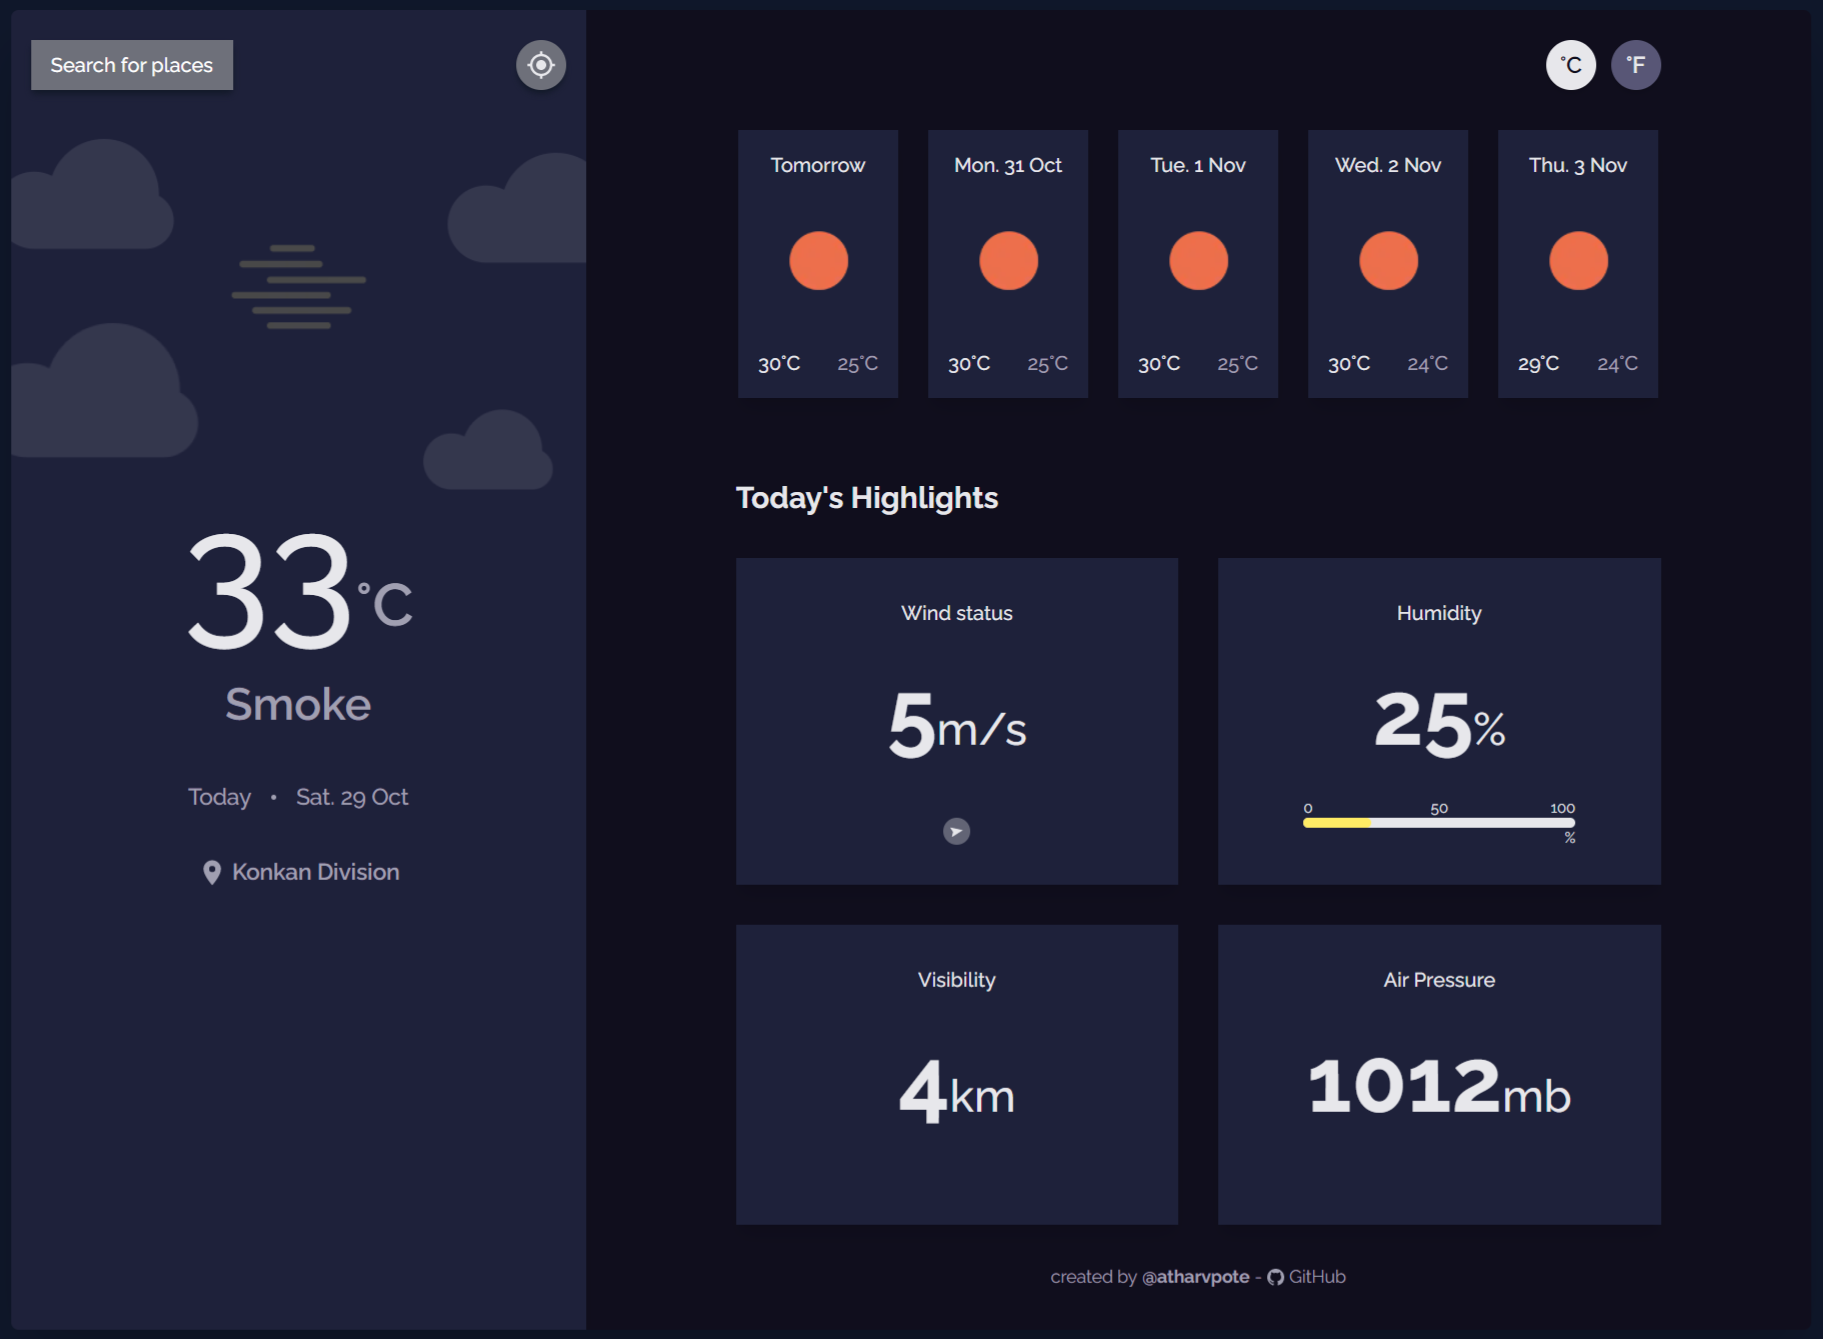 Search for places
33°C
Smoke
Today • Sat. 29 Oct
Konkan Division
°C °F
Tomorrow
30°C 25°C
Mon. 31 Oct
30°C 25°C
Tue. 1 Nov
30°C 25°C
Wed. 2 Nov
30°C 24°C
Thu. 3 Nov
29°C 24°C
Today's Highlights
Wind status
5m/s
Humidity
25%
0 50 100
%
Visibility
4km
Air Pressure
1012mb
created by @atharvpote - GitHub